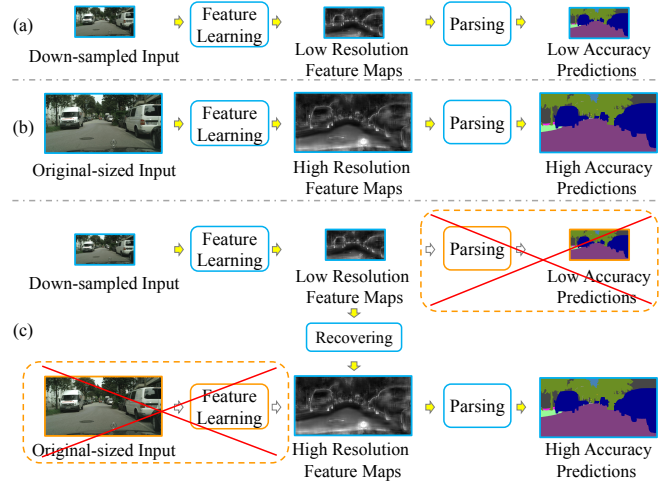 (a)
Down-sampled Input
Feature
Learning
Low Resolution
Feature Maps
Parsing
Low Accuracy
Predictions
(b)
Original-sized Input
Feature
Learning
High Resolution
Feature Maps
Parsing
High Accuracy
Predictions
(c)
Down-sampled Input
Feature
Learning
Low Resolution
Feature Maps
Parsing
Low Accuracy
Predictions
Recovering
Original-sized Input
Feature
Learning
High Resolution
Feature Maps
Parsing
High Accuracy
Predictions